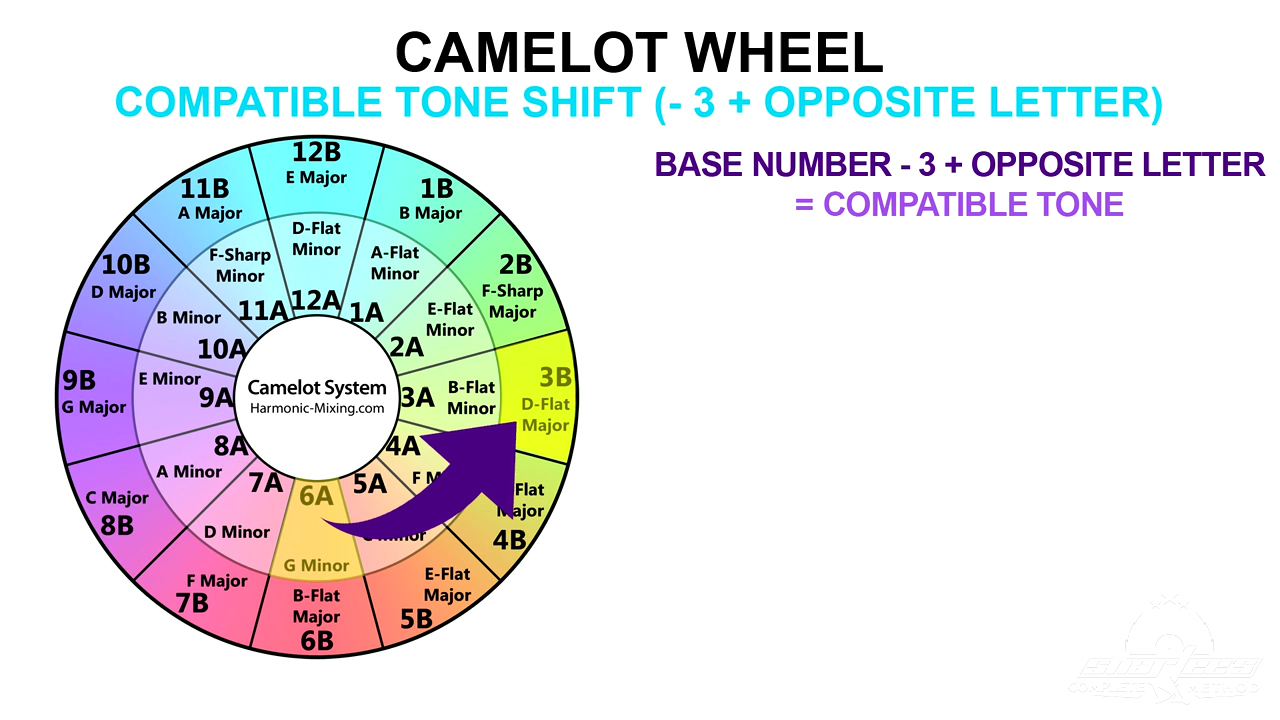 CAMELOT WHEEL
COMPATIBLE TONE SHIFT (- 3 + OPPOSITE LETTER)
BASE NUMBER - 3 + OPPOSITE LETTER
= COMPATIBLE TONE
12B
E Major
1B
B Major
2B
F-Sharp
Major
3B
D-Flat
Major
Flat
4B
E-Flat
Major
5B
B-Flat
Major
6B
F Major
7B
C Major
8B
9B
G Major
10B
D Major
11B
A Major
D-Flat
Minor
12A
A-Flat
Minor
1A
E-Flat
Minor
2A
3A
B-Flat
Minor
4A
F
5A
6A
G Minor
7A
D Minor
8A
A Minor
E Minor
9A
B Minor
10A
F-Sharp
Minor
11A
Camelot System
Harmonic-Mixing.com
COMPLETE METHOD